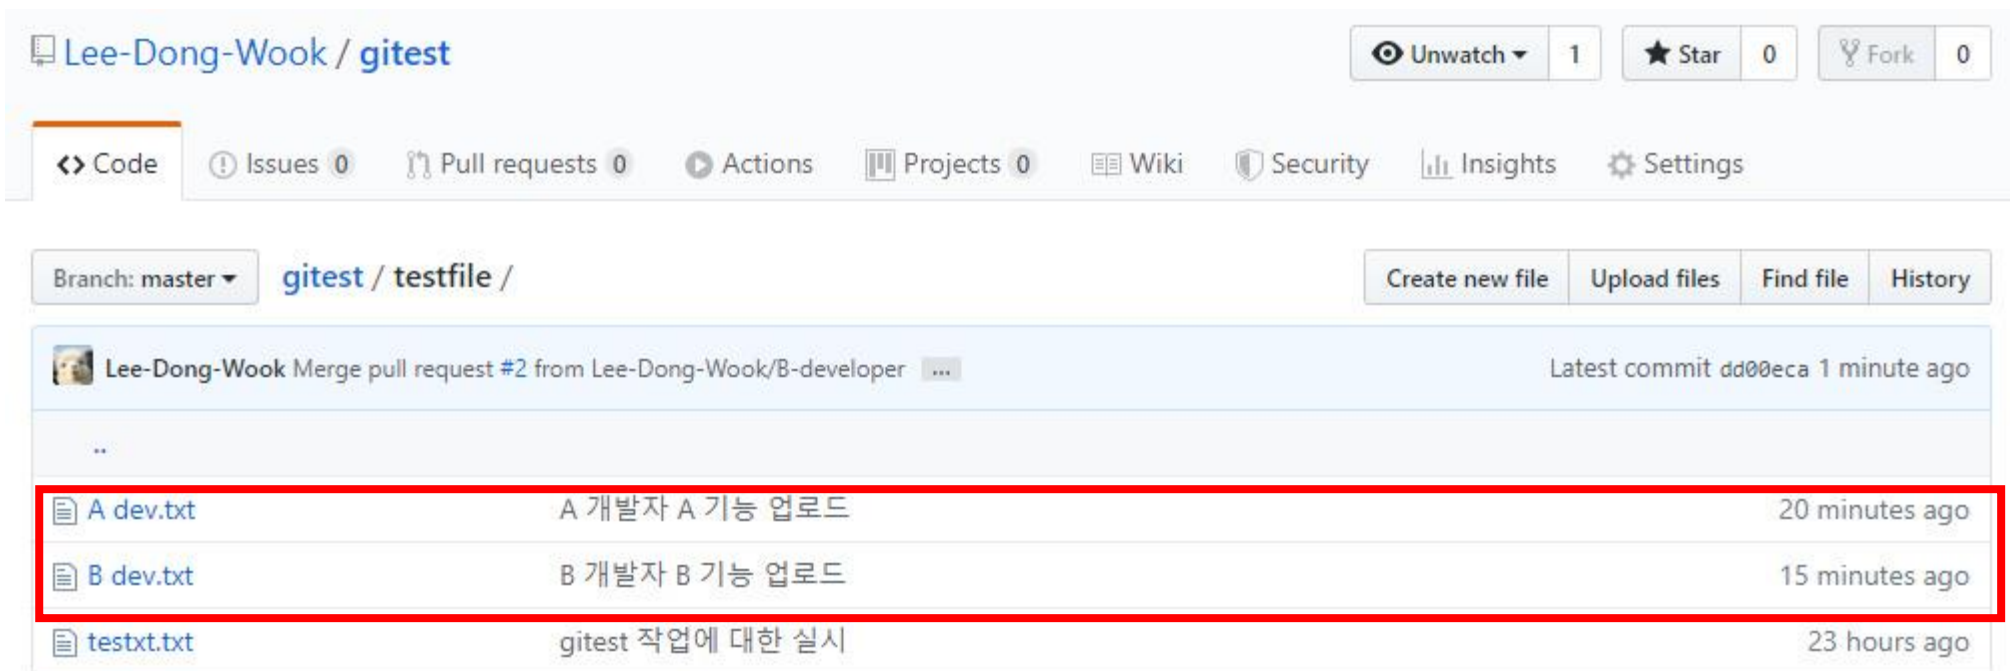 Lee-Dong-Wook / gitest Unwatch 1 Star 0 Fork 0
Code Issues 0 Pull requests 0 Actions Projects 0 Wiki Security Insights Settings
Branch: master gitest / testfile / Create new file Upload files Find file History
Lee-Dong-Wook Merge pull request #2 from Lee-Dong-Wook/B-developer ... Latest commit dd00eca 1 minute ago
..
A dev.txt A 개발자 A 기능 업로드 20 minutes ago
B dev.txt B 개발자 B 기능 업로드 15 minutes ago
testxt.txt gitest 작업에 대한 실시 23 hours ago